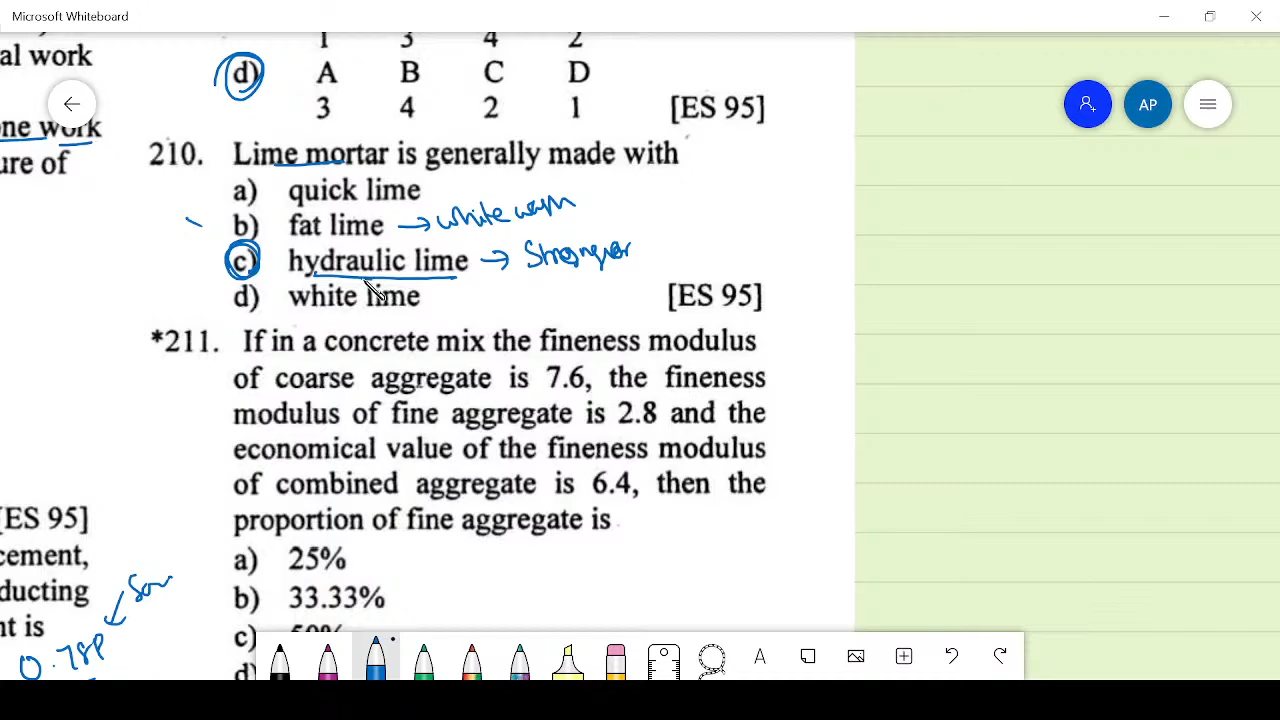 Microsoft Whiteboard
al work
one work
ure of
[ES 95]
cement,
ducting
nt is
0.78P
1 3 4 2
d) A B C D
3 4 2 1 [ES 95]
210. Lime mortar is generally made with
a) quick lime
b) fat lime → white wash
c) hydraulic lime → Stronger
d) white lime [ES 95]
*211. If in a concrete mix the fineness modulus
of coarse aggregate is 7.6, the fineness
modulus of fine aggregate is 2.8 and the
economical value of the fineness modulus
of combined aggregate is 6.4, then the
proportion of fine aggregate is
a) 25%
b) 33.33%
c) 50%
d)
AP
A